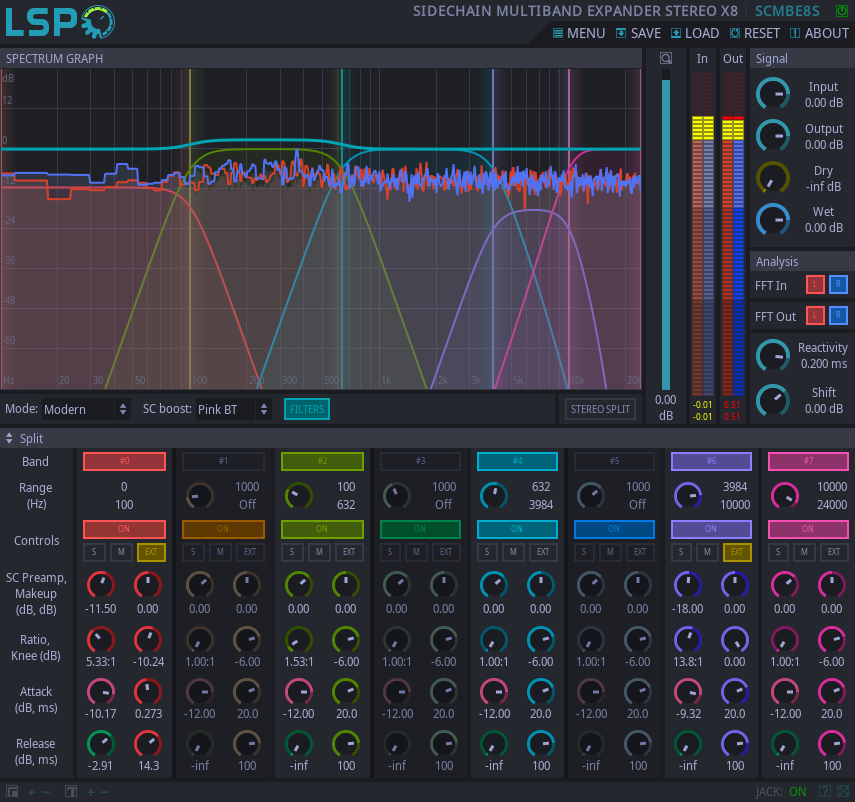 LSP
SIDECHAIN MULTIBAND EXPANDER STEREO X8 SCMBE8S
MENU SAVE LOAD RESET ABOUT
SPECTRUM GRAPH
In Out
Signal
dB
12
0
-12
-24
-36
-48
-60
Hz 20 30 50 100 200 300 500 1k 2k 3k 5k 10k 20k
0.00
dB
-0.01 0.51
-0.01 0.51
Input
0.00 dB
Output
0.00 dB
Dry
-inf dB
Wet
0.00 dB
Analysis
FFT In L R
FFT Out L R
Reactivity
0.200 ms
Shift
0.00 dB
Mode: Modern SC boost: Pink BT FILTERS STEREO SPLIT
Split
Band #0 #1 #2 #3 #4 #5 #6 #7
Range 0 1000 100 1000 632 1000 3984 10000
(Hz) 100 Off 632 Off 3984 Off 10000 24000
ON ON ON ON ON ON ON ON
Controls
S M EXT S M EXT S M EXT S M EXT S M EXT S M EXT S M EXT S M EXT
SC Preamp,
Makeup
(dB, dB) -11.50 0.00 0.00 0.00 0.00 0.00 0.00 0.00 0.00 0.00 0.00 0.00 -18.00 0.00 0.00 0.00
Ratio,
Knee (dB) 5.33:1 -10.24 1.00:1 -6.00 1.53:1 -6.00 1.00:1 -6.00 1.00:1 -6.00 1.00:1 -6.00 13.8:1 0.00 1.00:1 -6.00
Attack
(dB, ms) -10.17 0.273 -12.00 20.0 -12.00 20.0 -12.00 20.0 -12.00 20.0 -12.00 20.0 -9.32 20.0 -12.00 20.0
Release
(dB, ms) -2.91 14.3 -inf 100 -inf 100 -inf 100 -inf 100 -inf 100 -inf 100 -inf 100
JACK: ON ?